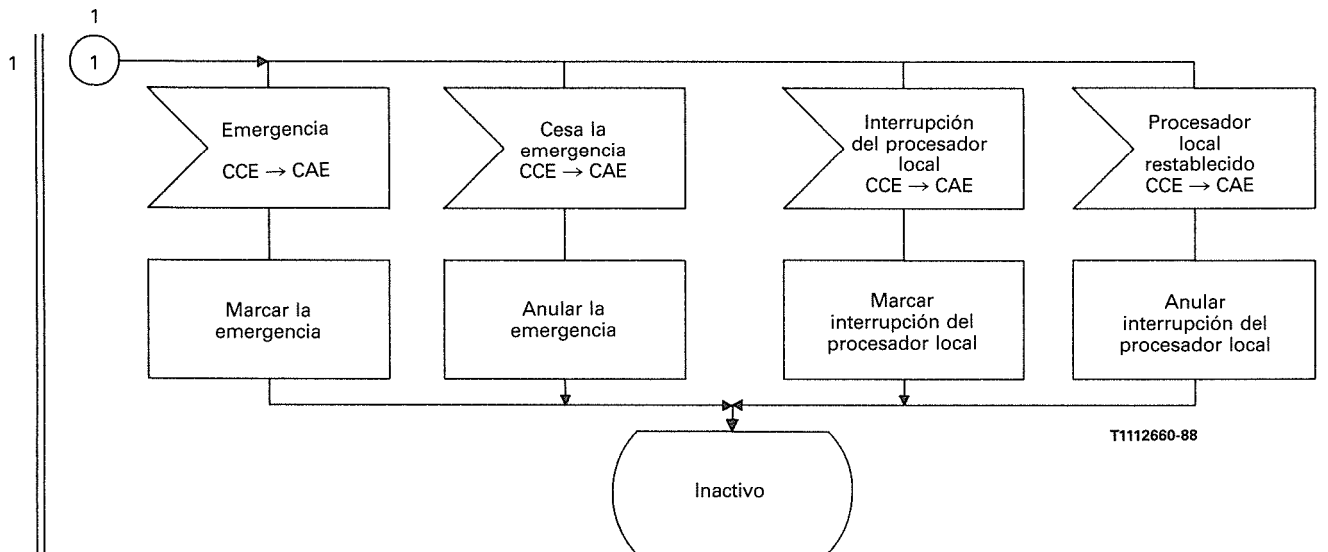 1
1
1
Emergencia
CCE → CAE
Cesa la
emergencia
CCE → CAE
Interrupción
del procesador
local
CCE → CAE
Procesador
local
restablecido
CCE → CAE
Marcar la
emergencia
Anular la
emergencia
Marcar
interrupción del
procesador local
Anular
interrupción del
procesador local
T1112660-88
Inactivo